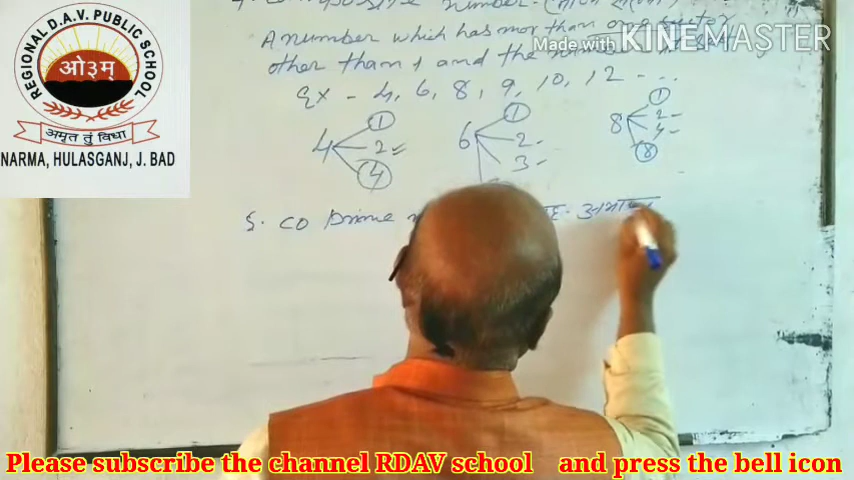 REGIONAL D.A.V. PUBLIC SCHOOL
ओ३म्
अमृत तुं विधा
NARMA, HULASGANJ, J. BAD
Made with KINEMASTER
number-
A number which has mor than one
other than 1 and the
Ex - 4, 6, 8, 9, 10, 12 - ...
4 1 2 4
6 1 2 3
8 1 2 4 8
5. CO Prime
Please subscribe the channel RDAV school and press the bell icon